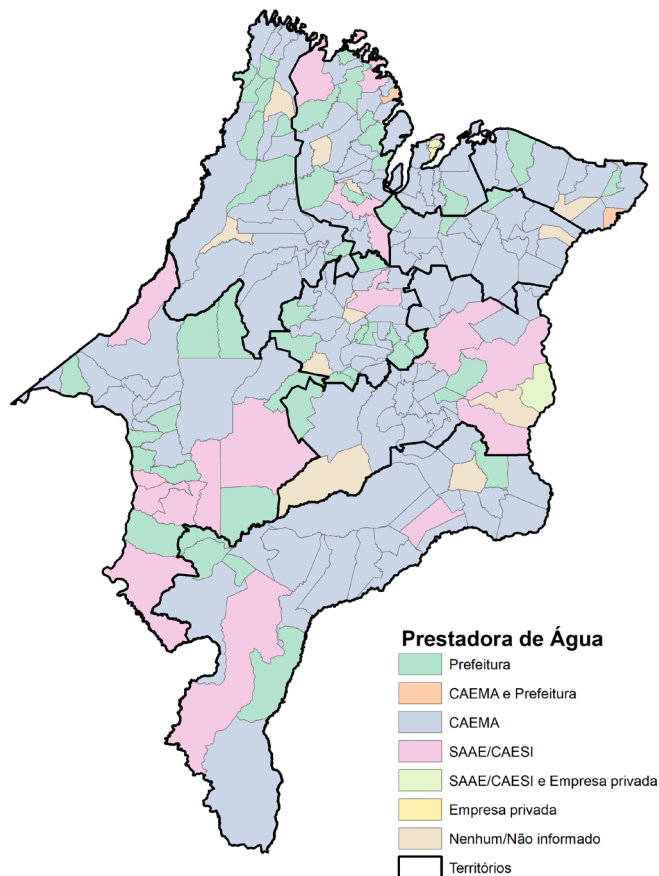 Prestadora de Água
Prefeitura
CAEMA e Prefeitura
CAEMA
SAAE/CAESI
SAAE/CAESI e Empresa privada
Empresa privada
Nenhum/Não informado
Territórios